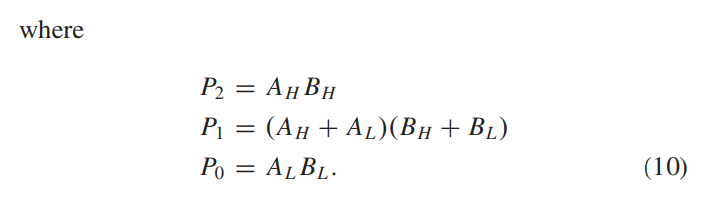 where
P₂ = A_H B_H
P₁ = (A_H + A_L)(B_H + B_L)
P₀ = A_L B_L. (10)